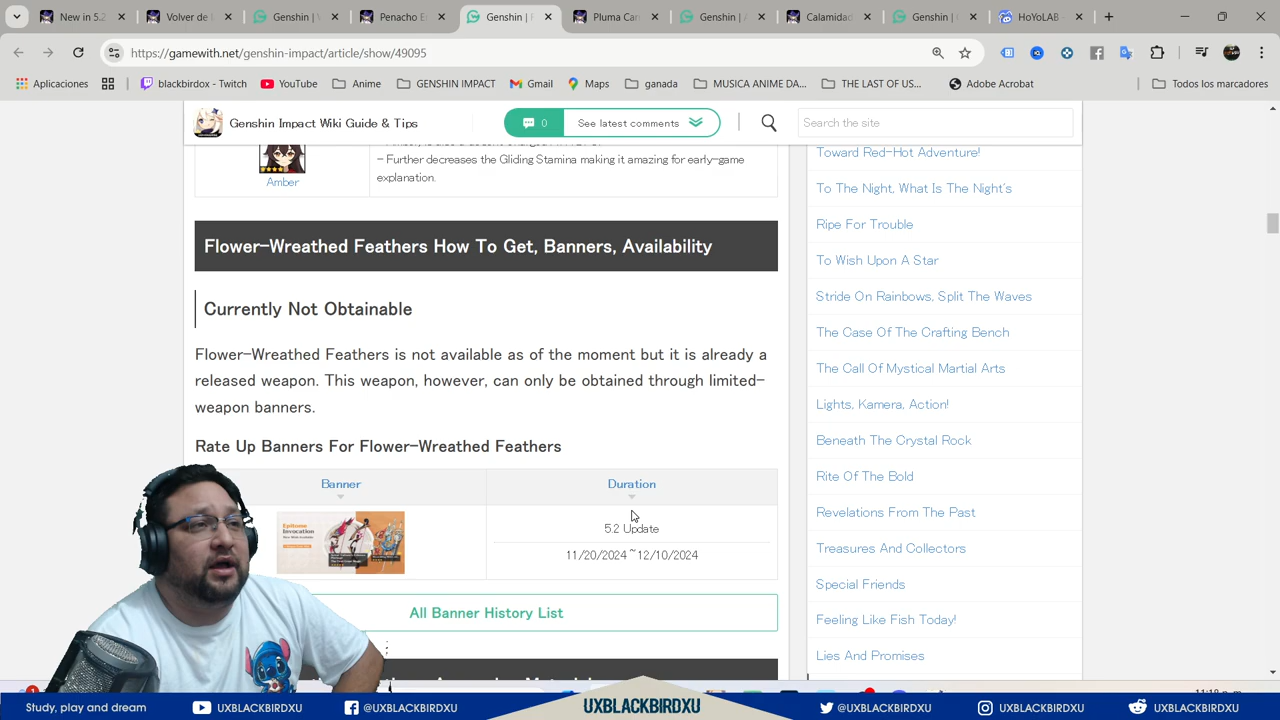 New in 5.2
Volver de
Genshin | V
Penacho E
Genshin | F
Pluma Car
Genshin | A
Calamidad
Genshin | C
HoYoLAB
https://gamewith.net/genshin-impact/article/show/49095
Aplicaciones
blackbirdox - Twitch
YouTube
Anime
GENSHIN IMPACT
Gmail
Maps
ganada
MUSICA ANIME DA...
THE LAST OF US...
Adobe Acrobat
Todos los marcadores
Genshin Impact Wiki Guide & Tips
0
See latest comments
Search the site
– Further decreases the Gliding Stamina making it amazing for early-game
explanation.
Amber
Flower-Wreathed Feathers How To Get, Banners, Availability
Currently Not Obtainable
Flower-Wreathed Feathers is not available as of the moment but it is already a
released weapon. This weapon, however, can only be obtained through limited-
weapon banners.
Rate Up Banners For Flower-Wreathed Feathers
Banner
Duration
Epitome
Invocation
5.2 Update
11/20/2024 ~12/10/2024
All Banner History List
Toward Red-Hot Adventure!
To The Night, What Is The Night's
Ripe For Trouble
To Wish Upon A Star
Stride On Rainbows, Split The Waves
The Case Of The Crafting Bench
The Call Of Mystical Martial Arts
Lights, Kamera, Action!
Beneath The Crystal Rock
Rite Of The Bold
Revelations From The Past
Treasures And Collectors
Special Friends
Feeling Like Fish Today!
Lies And Promises
Study, play and dream
UXBLACKBIRDXU
@UXBLACKBIRDXU
UXBLACKBIRDXU
@UXBLACKBIRDXU
UXBLACKBIRDXU
UXBLACKBIRDXU